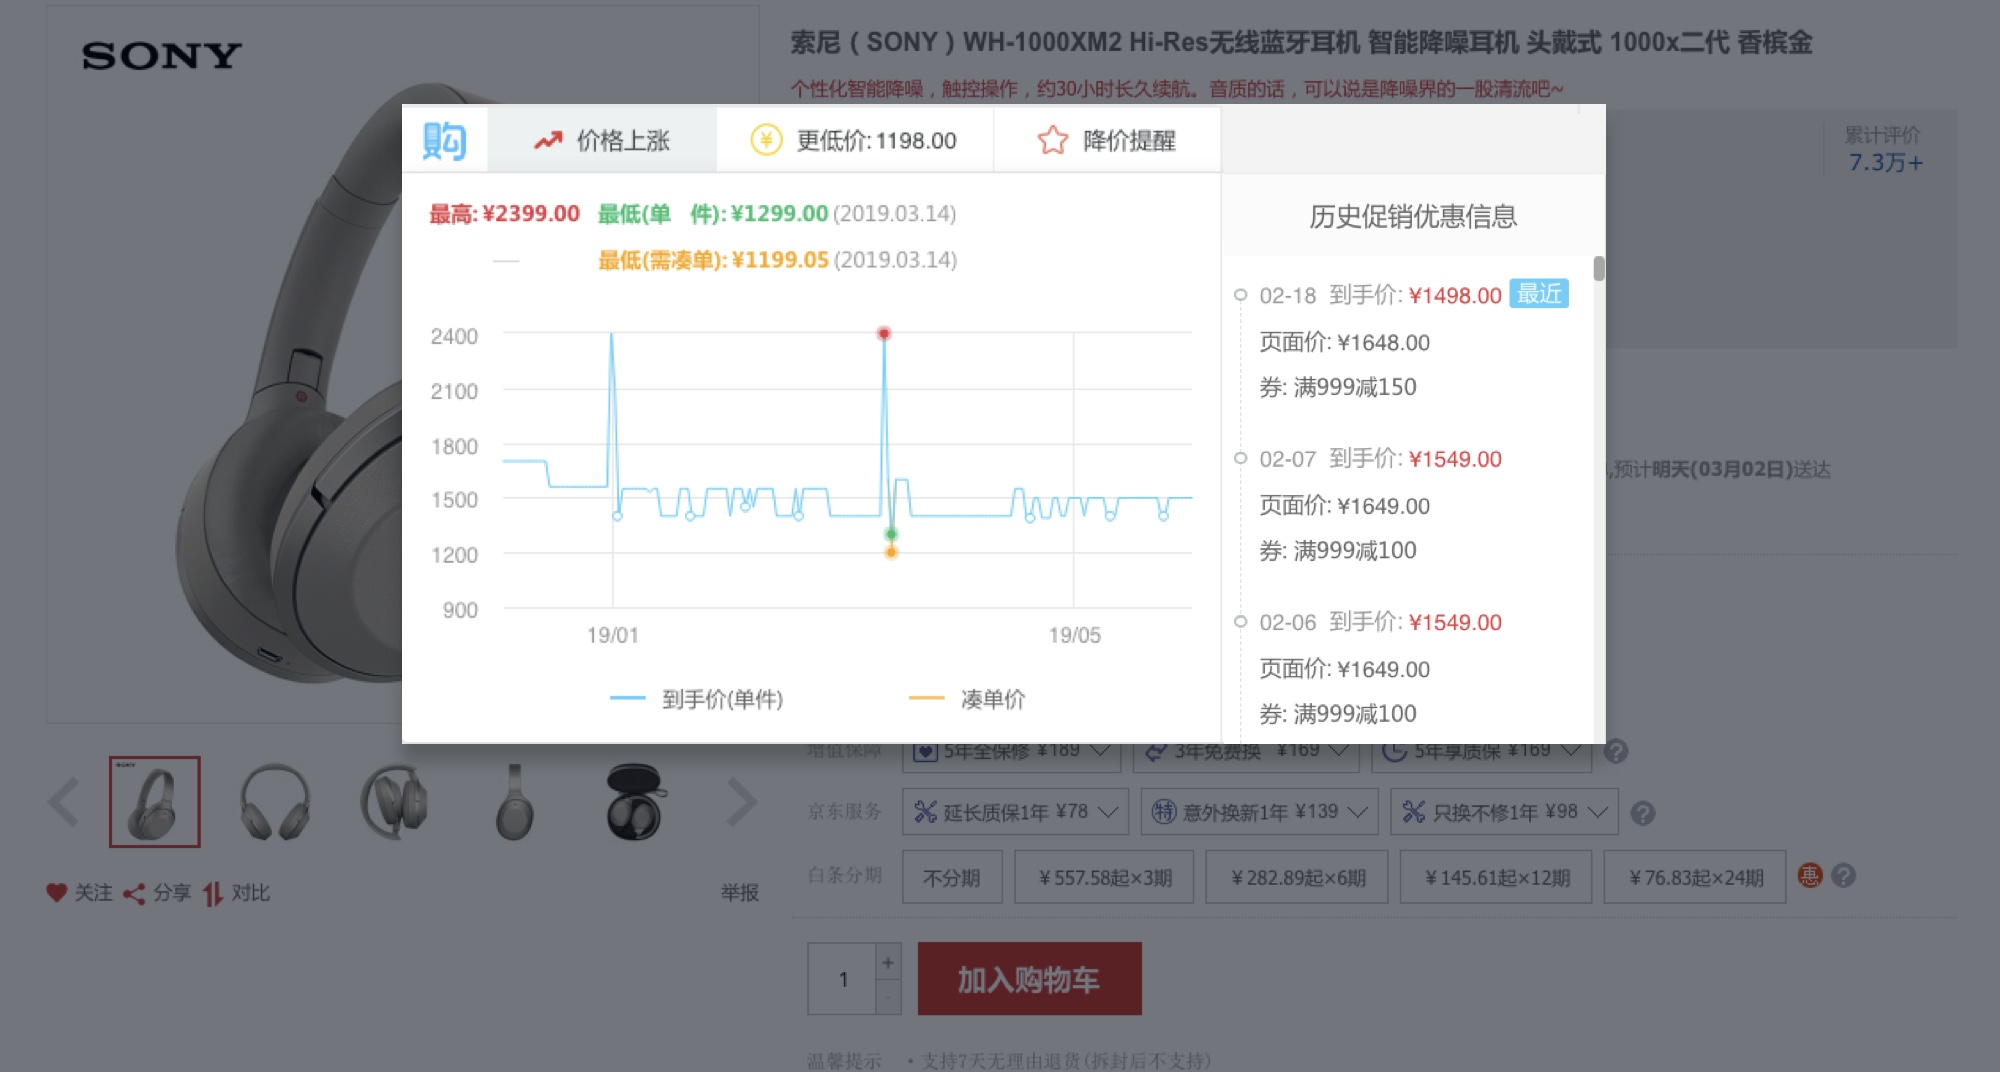 SONY
索尼（SONY）WH-1000XM2 Hi-Res无线蓝牙耳机 智能降噪耳机 头戴式 1000x二代 香槟金
个性化智能降噪，触控操作，约30小时长久续航。音质的话，可以说是降噪界的一股清流吧~
累计评价
7.3万+
购
价格上涨
¥ 更低价: 1198.00
降价提醒
最高: ¥2399.00 最低(单 件): ¥1299.00 (2019.03.14)
— 最低(需凑单): ¥1199.05 (2019.03.14)
2400
2100
1800
1500
1200
900
19/01
19/05
到手价(单件)
凑单价
历史促销优惠信息
02-18 到手价: ¥1498.00 最近
页面价: ¥1648.00
券: 满999减150
02-07 到手价: ¥1549.00
页面价: ¥1649.00
券: 满999减100
02-06 到手价: ¥1549.00
页面价: ¥1649.00
券: 满999减100
,预计明天(03月02日)送达
增值保障 5年全保修 ¥189 3年免费换 ¥169 5年享质保 ¥169 ?
京东服务 延长质保1年 ¥78 特 意外换新1年 ¥139 只换不修1年 ¥98 ?
白条分期 不分期 ¥557.58起×3期 ¥282.89起×6期 ¥145.61起×12期 ¥76.83起×24期 惠 ?
SONY
关注 分享 对比
举报
1 + -
加入购物车
温馨提示 •支持7天无理由退货(拆封后不支持)